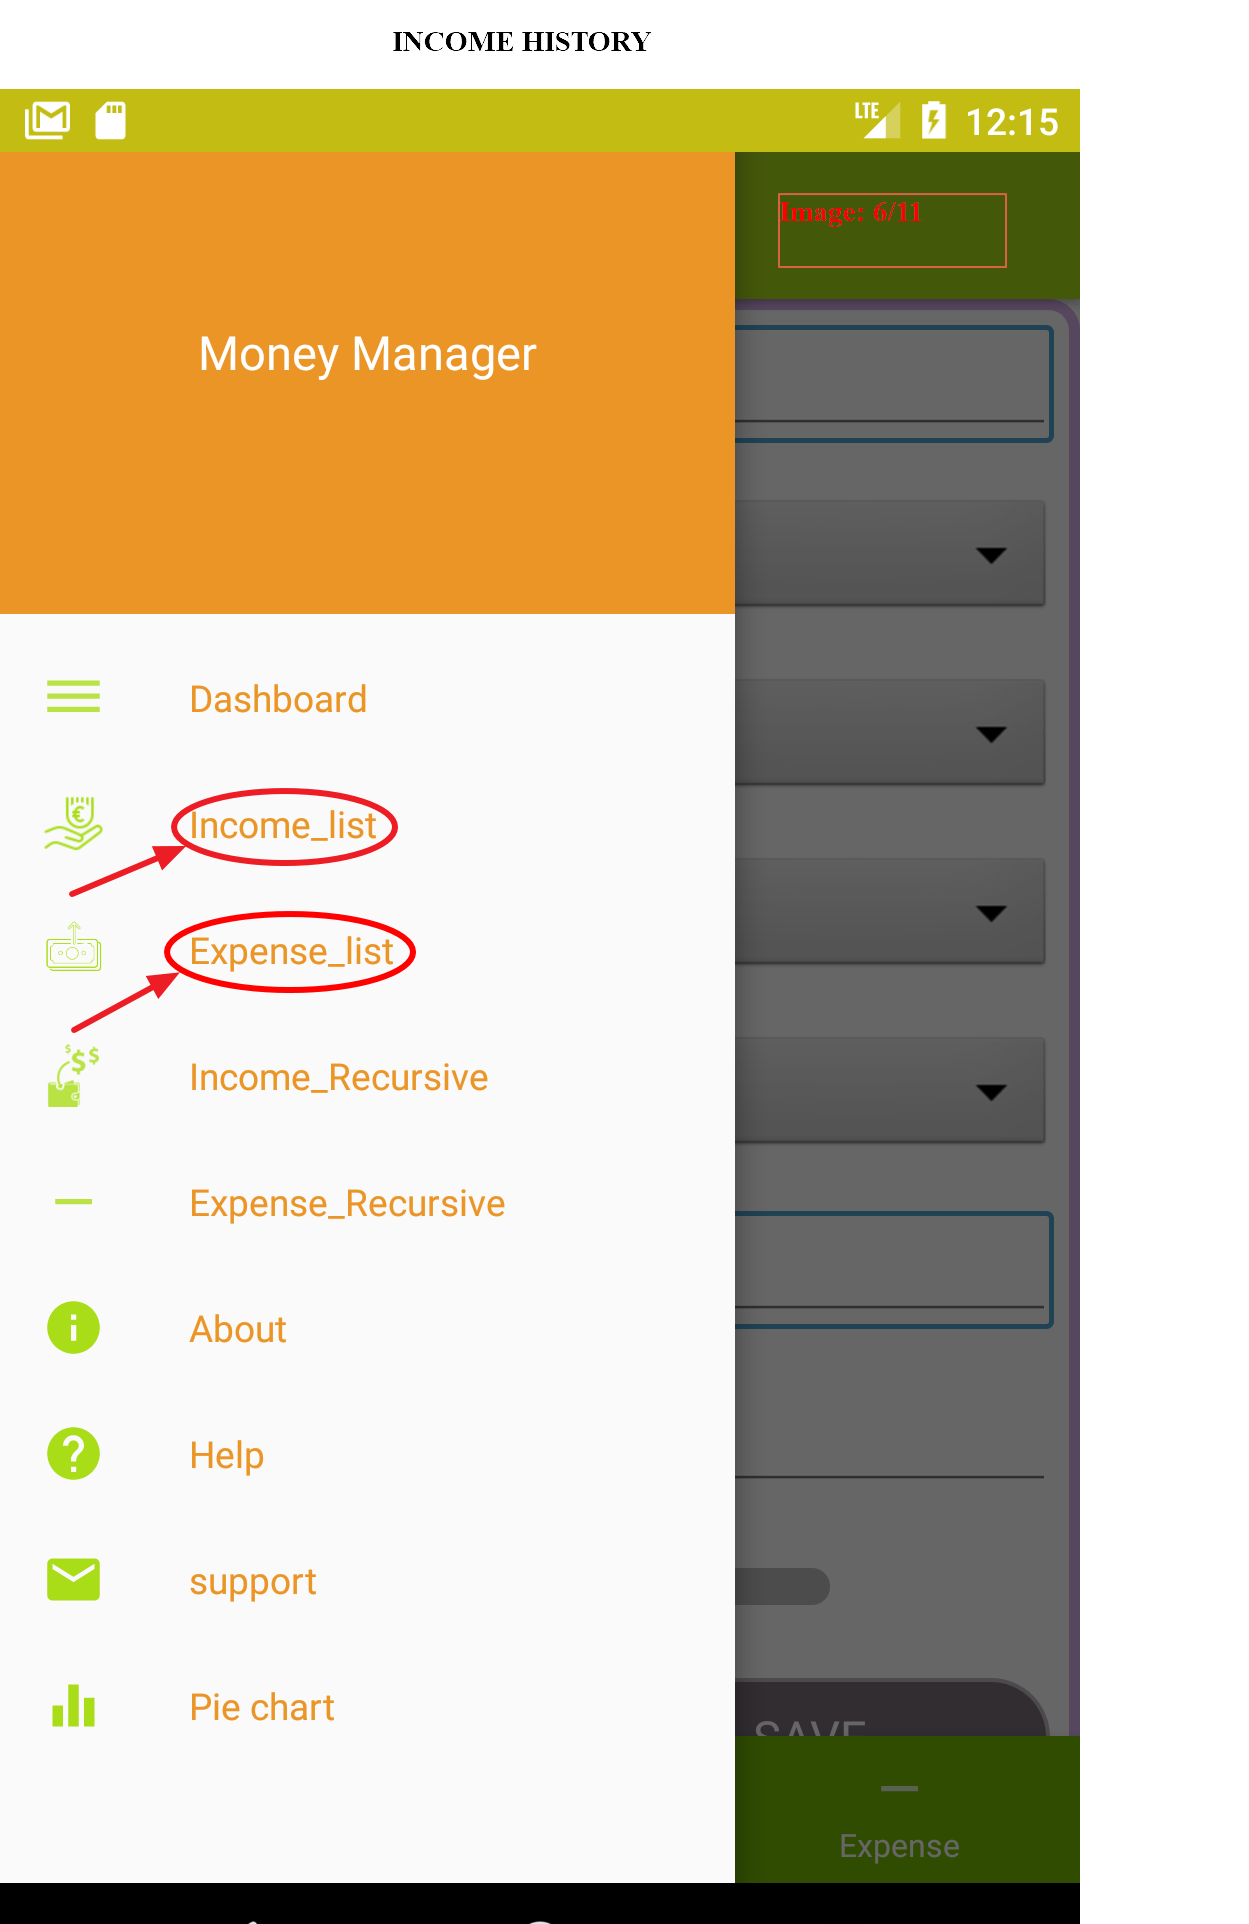 INCOME HISTORY
LTE 12:15
Image: 6/11
Money Manager
Dashboard
Income_list
Expense_list
Income_Recursive
Expense_Recursive
About
Help
support
Pie chart
SAVE
Expense